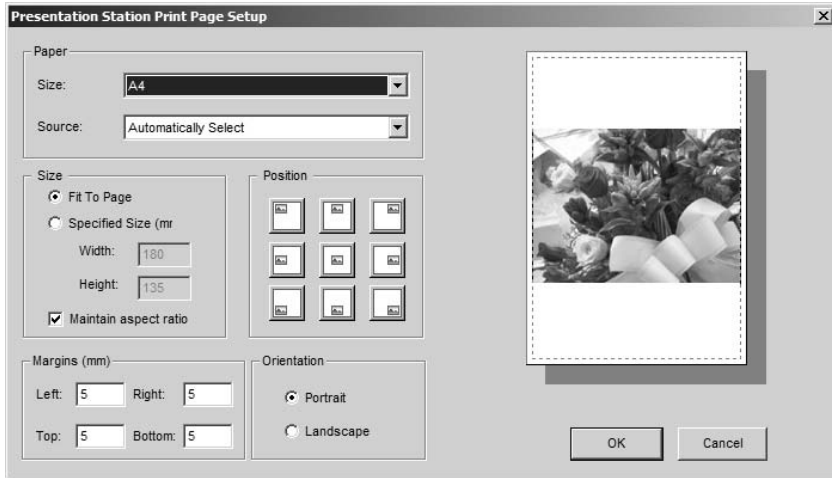 Presentation Station Print Page Setup
Paper
Size: A4
Source: Automatically Select
Size
Fit To Page
Specified Size (mr
Width: 180
Height: 135
Maintain aspect ratio
Position
Margins (mm)
Left: 5 Right: 5
Top: 5 Bottom: 5
Orientation
Portrait
Landscape
OK Cancel